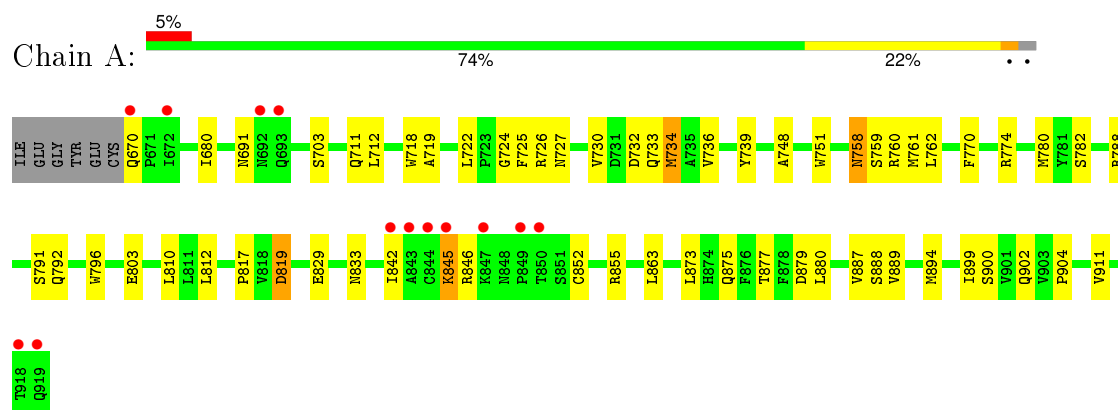 5%
Chain A:
74% 22% • •
ILE GLU GLY TYR GLU CYS Q670 P671 I672 I680 N691 N692 Q693 S703 Q711 L712 W718 A719 L722 P723 G724 F725 R726 N727 V730 D731 D732 Q733 M734 A735 V736 Y739 A748 W751 N758 S759 R760 M761 L762 F770 R774 M780 Y781 S782
S791 Q792 W796 E803 L810 L811 L812 P817 V818 D819 E829 N833 I842 A843 C844 K845 R846 K847 N848 P849 T850 S851 C852 R855 L863 L873 H874 Q875 F876 T877 F878 D879 L880 V887 S888 V889 M894 I899 S900 V901 Q902 V903 P904 V911
T918 Q919